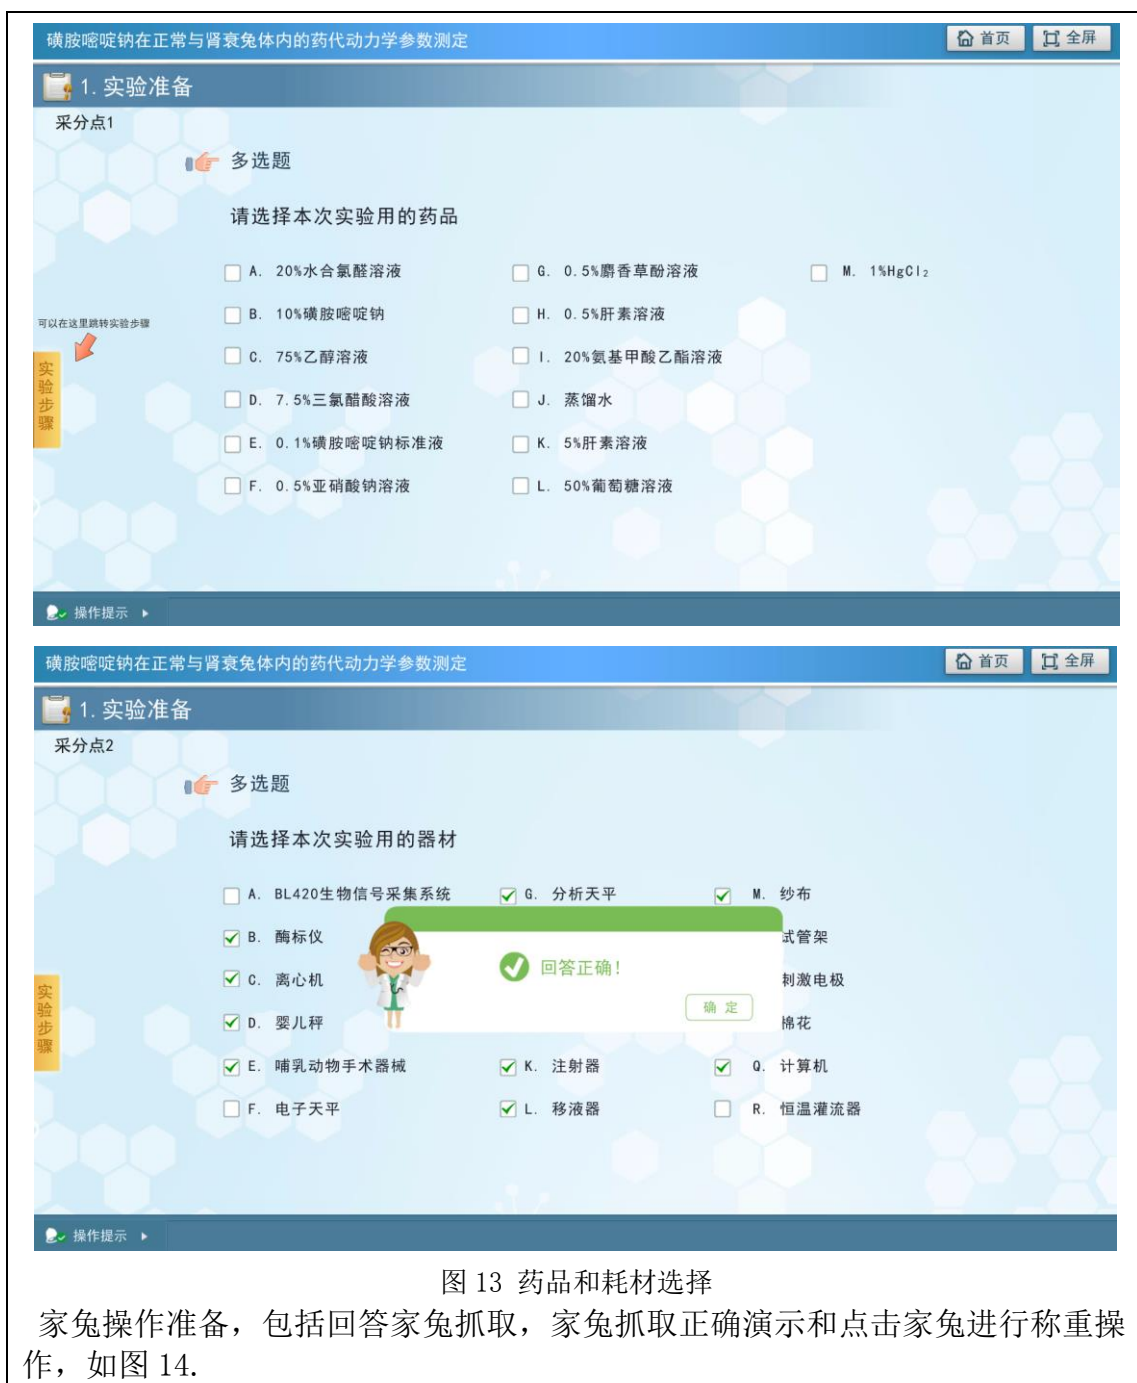 磺胺嘧啶钠在正常与肾衰兔体内的药代动力学参数测定
首页
全屏
1. 实验准备
采分点1
多选题
请选择本次实验用的药品
A. 20%水合氯醛溶液
G. 0.5%麝香草酚溶液
M. 1%HgCl₂
B. 10%磺胺嘧啶钠
H. 0.5%肝素溶液
可以在这里跳转实验步骤
C. 75%乙醇溶液
I. 20%氨基甲酸乙酯溶液
实验步骤
D. 7.5%三氯醋酸溶液
J. 蒸馏水
E. 0.1%磺胺嘧啶钠标准液
K. 5%肝素溶液
F. 0.5%亚硝酸钠溶液
L. 50%葡萄糖溶液
操作提示
磺胺嘧啶钠在正常与肾衰兔体内的药代动力学参数测定
首页
全屏
1. 实验准备
采分点2
多选题
请选择本次实验用的器材
A. BL420生物信号采集系统
G. 分析天平
M. 纱布
B. 酶标仪
试管架
回答正确！
C. 离心机
刺激电极
确定
实验步骤
D. 婴儿秤
棉花
E. 哺乳动物手术器械
K. 注射器
Q. 计算机
F. 电子天平
L. 移液器
R. 恒温灌流器
操作提示
图 13 药品和耗材选择
家兔操作准备，包括回答家兔抓取，家兔抓取正确演示和点击家兔进行称重操
作，如图 14.